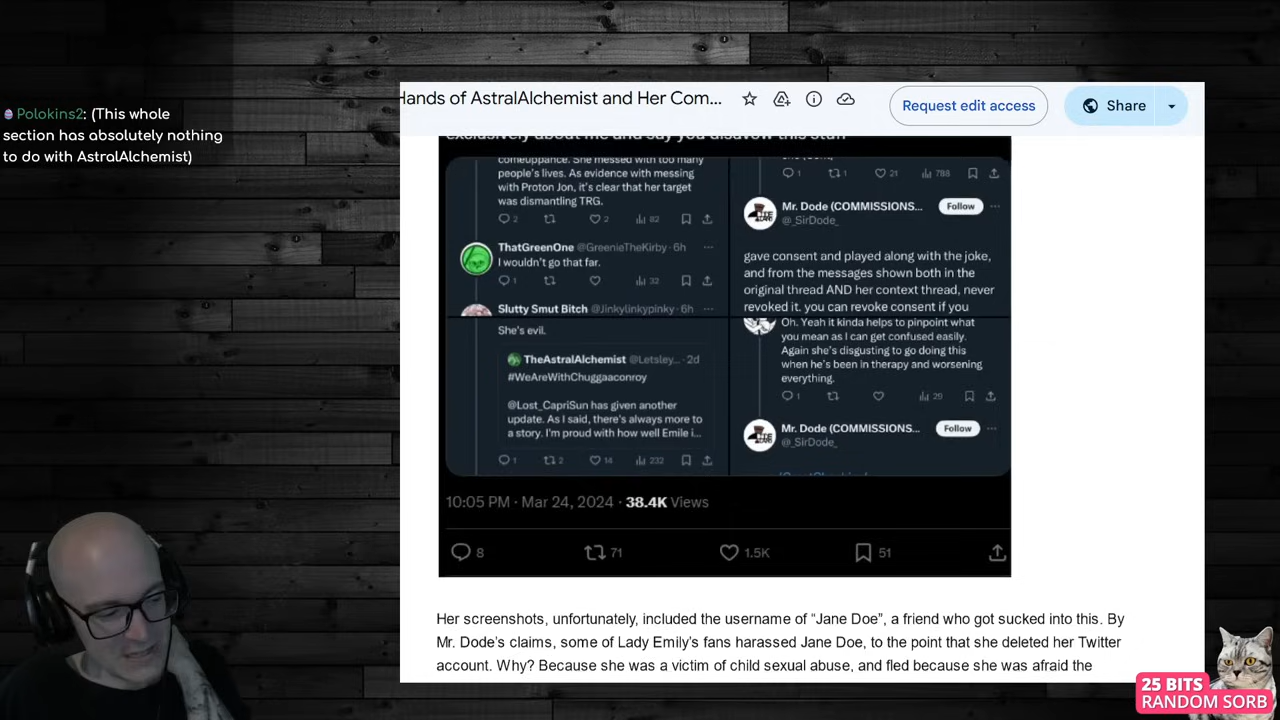 Polokins2: (This whole
section has absolutely nothing
to do with AstralAlchemist)
Hands of AstralAlchemist and Her Com...
Request edit access
Share
exclusively about me and say you disavow this stuff
comeuppance. She messed with too many
people's lives. As evidence with messing
with Proton Jon, it's clear that her target
was dismantling TRG.
2
2
82
ThatGreenOne @GreenieTheKirby · 6h
I wouldn't go that far.
1
32
Slutty Smut Bitch @Jinkylinkypinky · 6h
She's evil.
TheAstralAlchemist @Letsley... · 2d
#WeAreWithChuggaaconroy
@Lost_CapriSun has given another
update. As I said, there's always more to
a story. I'm proud with how well Emile i...
1
2
14
232
1
1
21
788
Mr. Dode (COMMISSIONS...
Follow
@_SirDode_
gave consent and played along with the joke,
and from the messages shown both in the
original thread AND her context thread, never
revoked it. you can revoke consent if you
Oh. Yeah it kinda helps to pinpoint what
you mean as I can get confused easily.
Again she's disgusting to go doing this
when he's been in therapy and worsening
everything.
1
29
Mr. Dode (COMMISSIONS...
Follow
@_SirDode_
10:05 PM · Mar 24, 2024 · 38.4K Views
8
71
1.5K
51
Her screenshots, unfortunately, included the username of “Jane Doe”, a friend who got sucked into this. By
Mr. Dode’s claims, some of Lady Emily’s fans harassed Jane Doe, to the point that she deleted her Twitter
account. Why? Because she was a victim of child sexual abuse, and fled because she was afraid the
25 BITS
RANDOM SORB